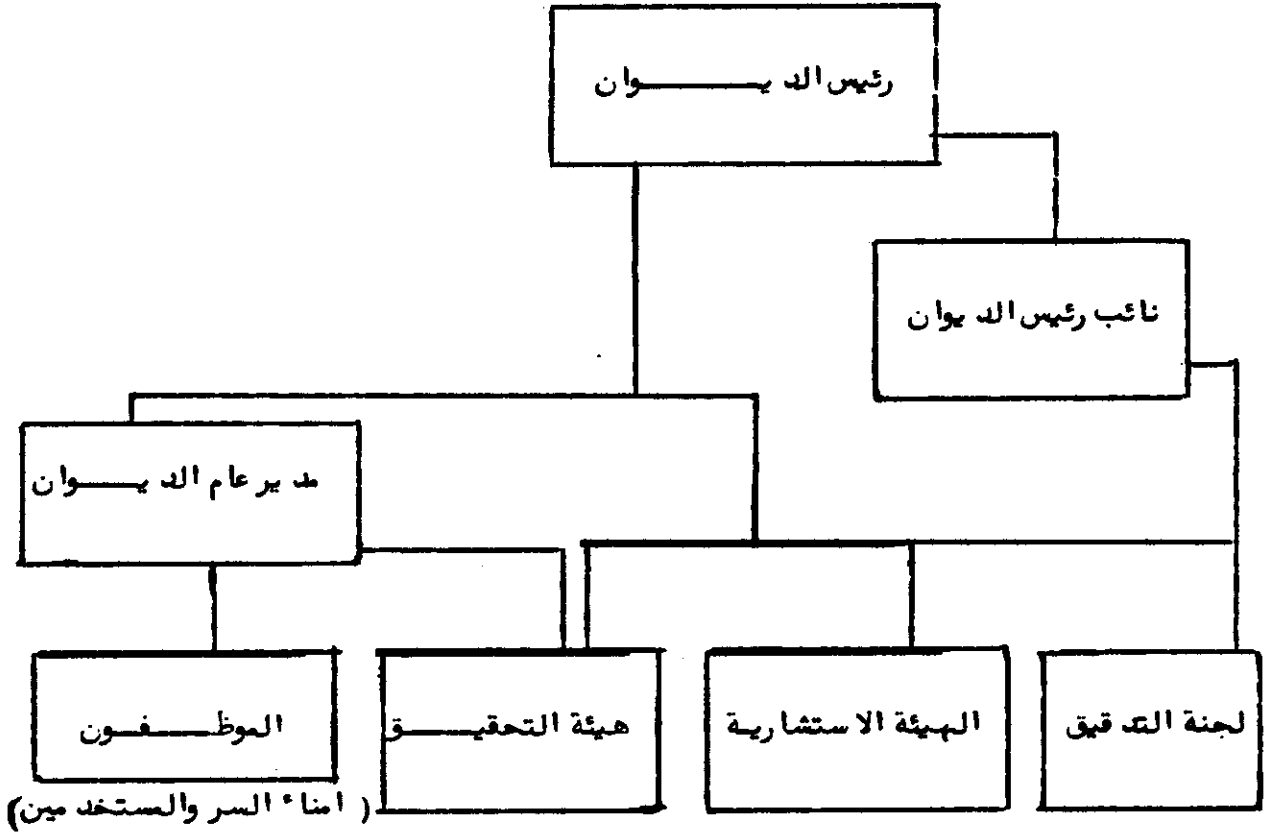 رئيس الديوان
نائب رئيس الديوان
مدير عام الديوان
لجنة التدقيق
الهيئة الاستشارية
هيئة التحقيق
الموظفون
(امناء السر والمستخدمين)